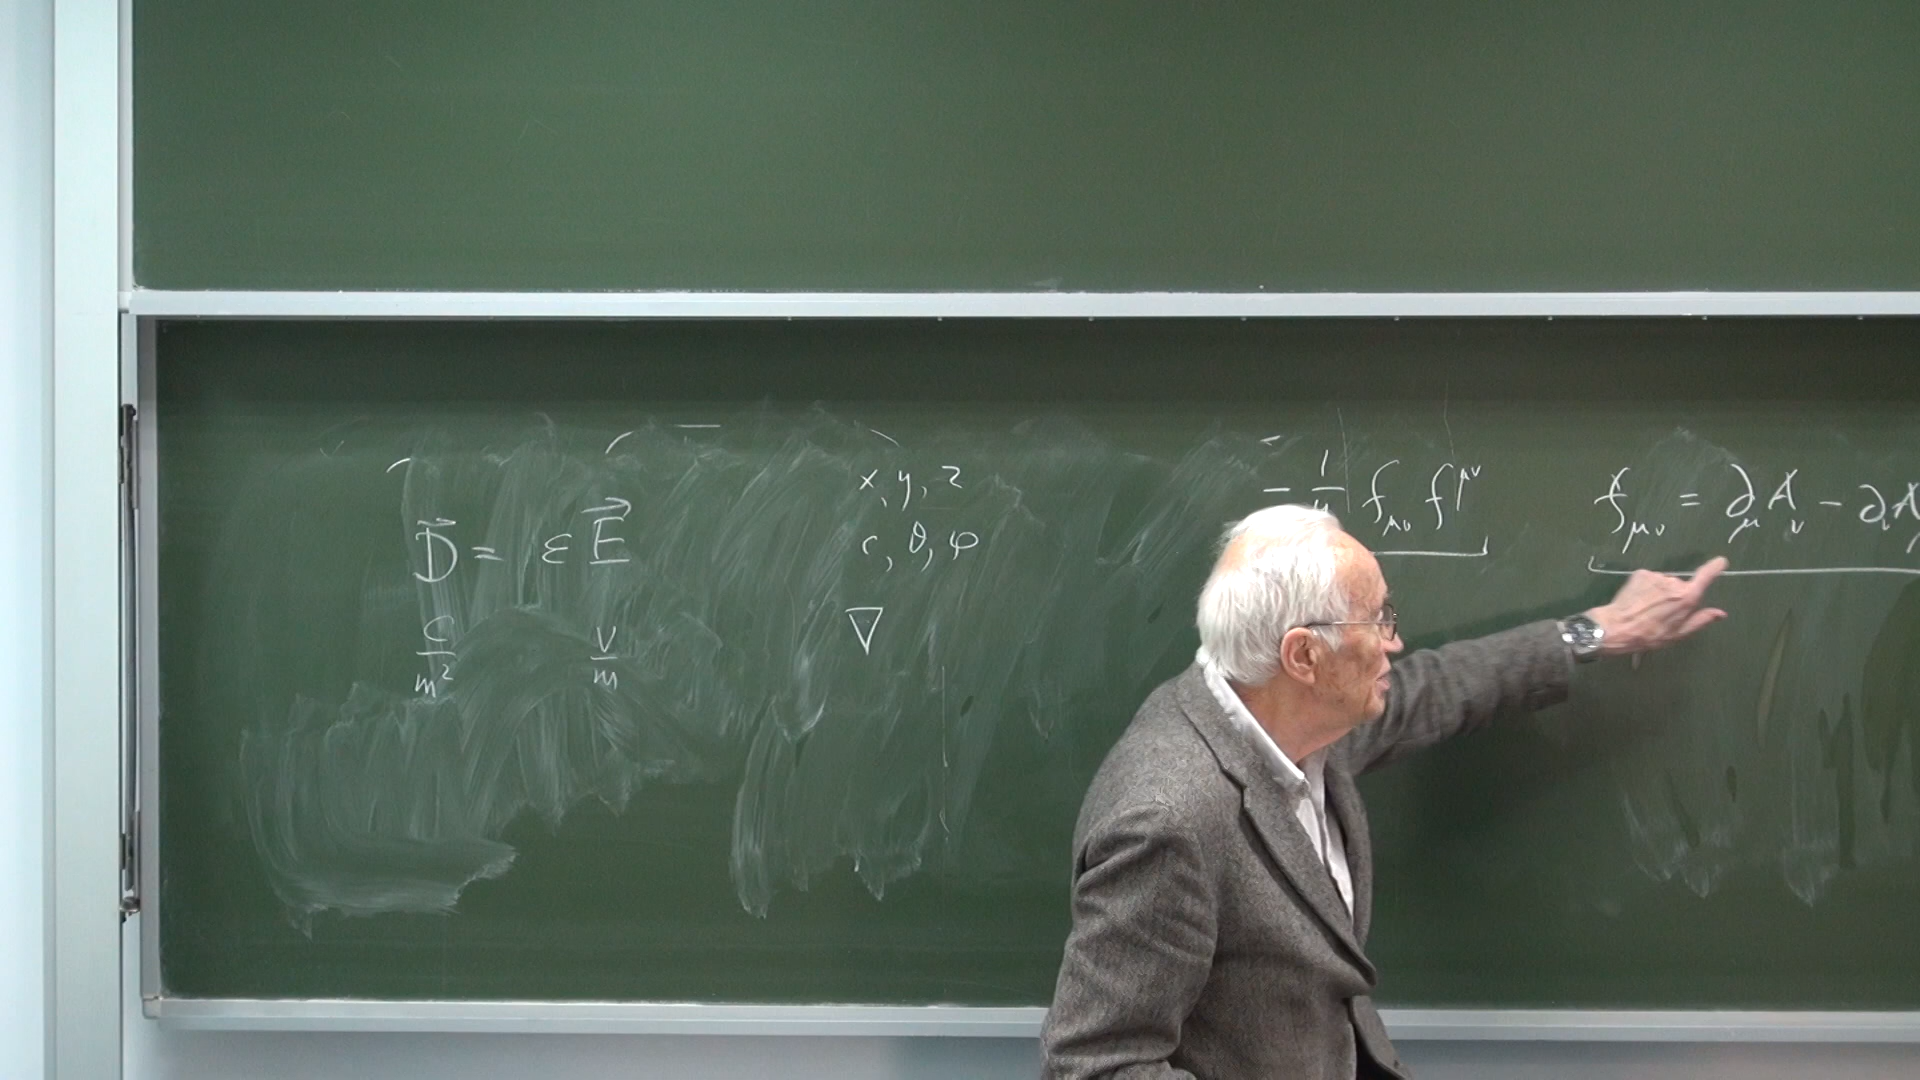 D⃗ = ε E⃗
C/m² V/m
x, y, z
r, θ, φ
∇
- 1/4 f_μν f^μν
f_μν = ∂_μ A_ν - ∂_ν A_μ